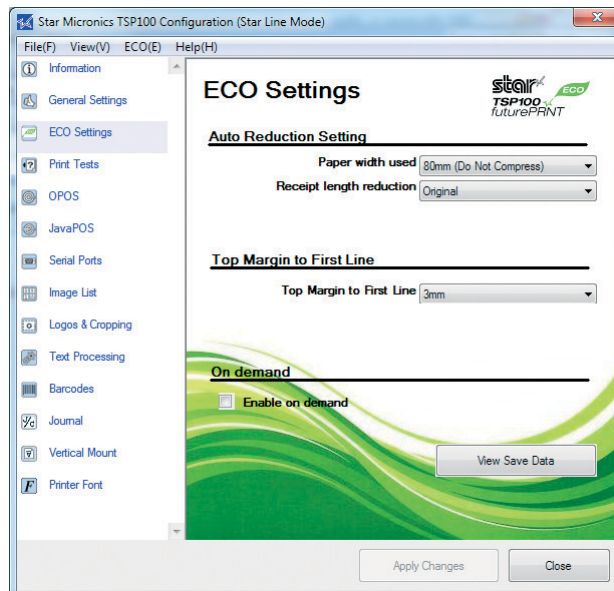 Star Micronics TSP100 Configuration (Star Line Mode)
File(F) View(V) ECO(E) Help(H)
Information
General Settings
ECO Settings
Print Tests
OPOS
JavaPOS
Serial Ports
Image List
Logos & Cropping
Text Processing
Barcodes
Journal
Vertical Mount
Printer Font
ECO Settings
star ECO
TSP100
futurePRNT
Auto Reduction Setting
Paper width used 80mm (Do Not Compress)
Receipt length reduction Original
Top Margin to First Line
Top Margin to First Line 3mm
On demand
Enable on demand
View Save Data
Apply Changes Close